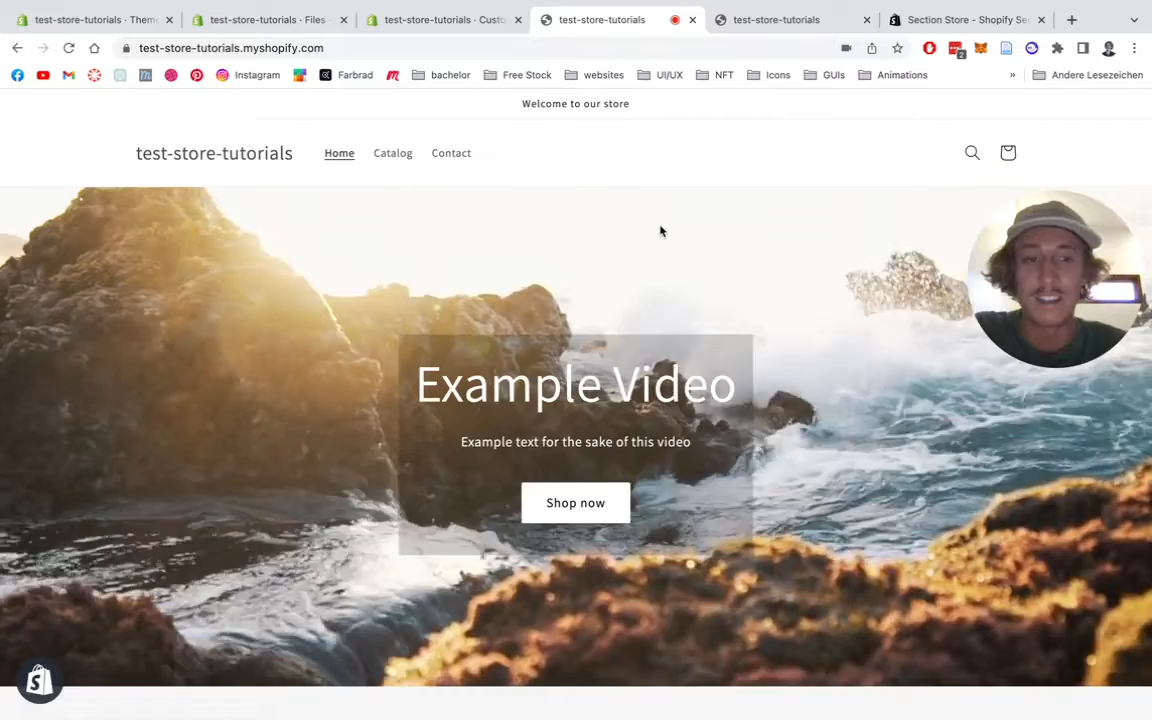 test-store-tutorials · Them
test-store-tutorials · Files
test-store-tutorials · Custo
test-store-tutorials
test-store-tutorials
Section Store - Shopify Sec
test-store-tutorials.myshopify.com
2
Instagram
Farbrad
bachelor
Free Stock
websites
UI/UX
NFT
Icons
GUIs
Animations
»
Andere Lesezeichen
Welcome to our store
test-store-tutorials
Home
Catalog
Contact
Example Video
Example text for the sake of this video
Shop now